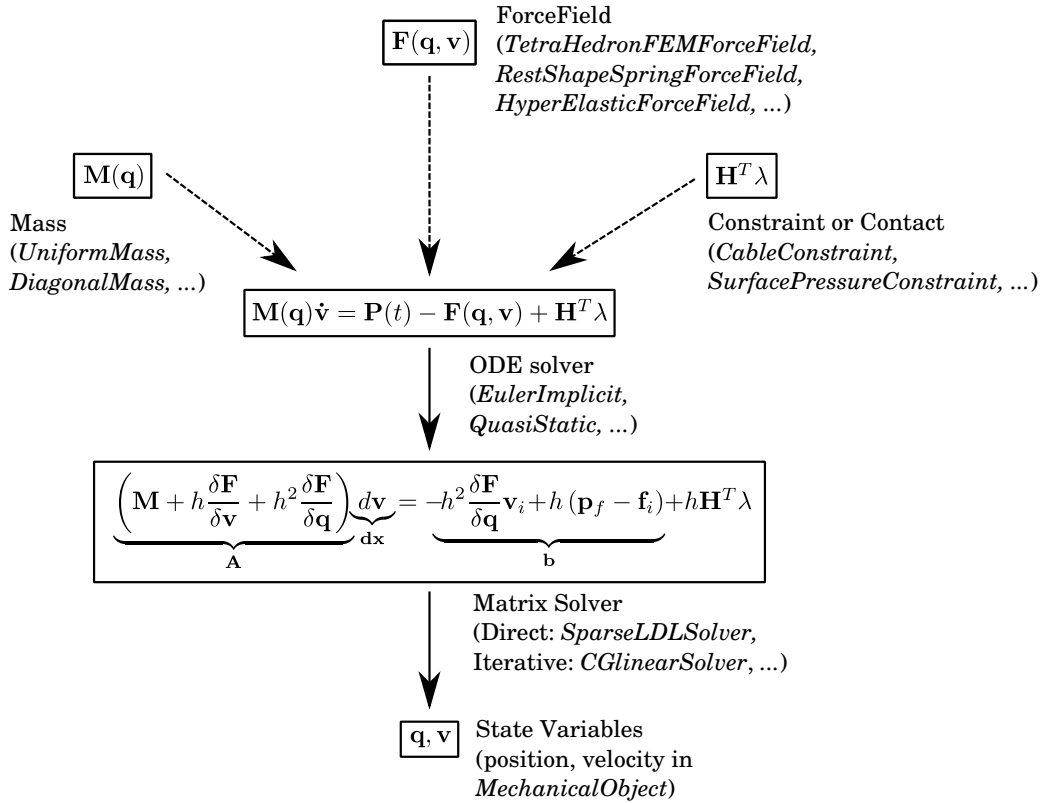 F(q, v)
ForceField
(TetraHedronFEMForceField,
RestShapeSpringForceField,
HyperElasticForceField, ...)
M(q)
Mass
(UniformMass,
DiagonalMass, ...)
H^T λ
Constraint or Contact
(CableConstraint,
SurfacePressureConstraint, ...)
M(q)v̇ = P(t) − F(q, v) + H^T λ
ODE solver
(EulerImplicit,
QuasiStatic, ...)
(M + h δF/δv + h² δF/δq) dv = −h² δF/δq v_i + h (p_f − f_i) + hH^T λ
A dx b
Matrix Solver
(Direct: SparseLDLSolver,
Iterative: CGlinearSolver, ...)
q, v
State Variables
(position, velocity in
MechanicalObject)